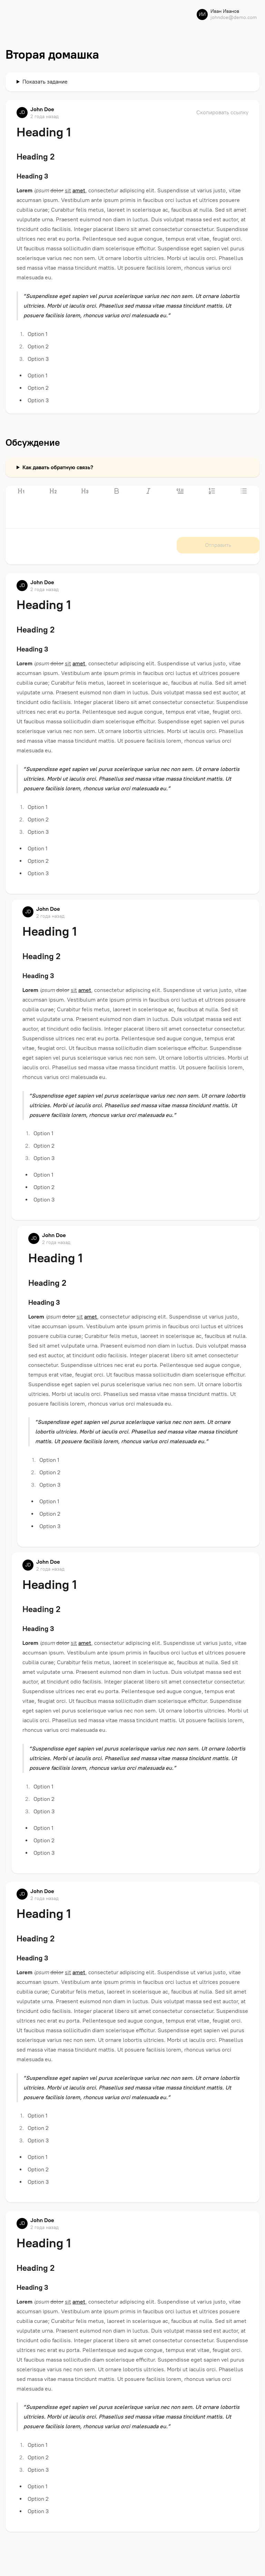 ИИ
Иван Иванов
johndoe@demo.com
Вторая домашка
Показать задание
JD
John Doe
2 года назад
Скопировать ссылку
Heading 1
Heading 2
Heading 3
Lorem ipsum dolor sit amet, consectetur adipiscing elit. Suspendisse ut varius justo, vitae
accumsan ipsum. Vestibulum ante ipsum primis in faucibus orci luctus et ultrices posuere
cubilia curae; Curabitur felis metus, laoreet in scelerisque ac, faucibus at nulla. Sed sit amet
vulputate urna. Praesent euismod non diam in luctus. Duis volutpat massa sed est auctor, at
tincidunt odio facilisis. Integer placerat libero sit amet consectetur consectetur. Suspendisse
ultrices nec erat eu porta. Pellentesque sed augue congue, tempus erat vitae, feugiat orci.
Ut faucibus massa sollicitudin diam scelerisque efficitur. Suspendisse eget sapien vel purus
scelerisque varius nec non sem. Ut ornare lobortis ultricies. Morbi ut iaculis orci. Phasellus
sed massa vitae massa tincidunt mattis. Ut posuere facilisis lorem, rhoncus varius orci
malesuada eu.
"Suspendisse eget sapien vel purus scelerisque varius nec non sem. Ut ornare lobortis
ultricies. Morbi ut iaculis orci. Phasellus sed massa vitae massa tincidunt mattis. Ut
posuere facilisis lorem, rhoncus varius orci malesuada eu."
1. Option 1
2. Option 2
3. Option 3
• Option 1
• Option 2
• Option 3
Обсуждение
Как давать обратную связь?
H1 H2 H3 B I
Отправить
JD
John Doe
2 года назад
Heading 1
Heading 2
Heading 3
Lorem ipsum dolor sit amet, consectetur adipiscing elit. Suspendisse ut varius justo, vitae
accumsan ipsum. Vestibulum ante ipsum primis in faucibus orci luctus et ultrices posuere
cubilia curae; Curabitur felis metus, laoreet in scelerisque ac, faucibus at nulla. Sed sit amet
vulputate urna. Praesent euismod non diam in luctus. Duis volutpat massa sed est auctor, at
tincidunt odio facilisis. Integer placerat libero sit amet consectetur consectetur. Suspendisse
ultrices nec erat eu porta. Pellentesque sed augue congue, tempus erat vitae, feugiat orci.
Ut faucibus massa sollicitudin diam scelerisque efficitur. Suspendisse eget sapien vel purus
scelerisque varius nec non sem. Ut ornare lobortis ultricies. Morbi ut iaculis orci. Phasellus
sed massa vitae massa tincidunt mattis. Ut posuere facilisis lorem, rhoncus varius orci
malesuada eu.
"Suspendisse eget sapien vel purus scelerisque varius nec non sem. Ut ornare lobortis
ultricies. Morbi ut iaculis orci. Phasellus sed massa vitae massa tincidunt mattis. Ut
posuere facilisis lorem, rhoncus varius orci malesuada eu."
1. Option 1
2. Option 2
3. Option 3
• Option 1
• Option 2
• Option 3
JD
John Doe
2 года назад
Heading 1
Heading 2
Heading 3
Lorem ipsum dolor sit amet, consectetur adipiscing elit. Suspendisse ut varius justo, vitae
accumsan ipsum. Vestibulum ante ipsum primis in faucibus orci luctus et ultrices posuere
cubilia curae; Curabitur felis metus, laoreet in scelerisque ac, faucibus at nulla. Sed sit
amet vulputate urna. Praesent euismod non diam in luctus. Duis volutpat massa sed est
auctor, at tincidunt odio facilisis. Integer placerat libero sit amet consectetur consectetur.
Suspendisse ultrices nec erat eu porta. Pellentesque sed augue congue, tempus erat
vitae, feugiat orci. Ut faucibus massa sollicitudin diam scelerisque efficitur. Suspendisse
eget sapien vel purus scelerisque varius nec non sem. Ut ornare lobortis ultricies. Morbi ut
iaculis orci. Phasellus sed massa vitae massa tincidunt mattis. Ut posuere facilisis lorem,
rhoncus varius orci malesuada eu.
"Suspendisse eget sapien vel purus scelerisque varius nec non sem. Ut ornare lobortis
ultricies. Morbi ut iaculis orci. Phasellus sed massa vitae massa tincidunt mattis. Ut
posuere facilisis lorem, rhoncus varius orci malesuada eu."
1. Option 1
2. Option 2
3. Option 3
• Option 1
• Option 2
• Option 3
JD
John Doe
2 года назад
Heading 1
Heading 2
Heading 3
Lorem ipsum dolor sit amet, consectetur adipiscing elit. Suspendisse ut varius justo,
vitae accumsan ipsum. Vestibulum ante ipsum primis in faucibus orci luctus et ultrices
posuere cubilia curae; Curabitur felis metus, laoreet in scelerisque ac, faucibus at nulla.
Sed sit amet vulputate urna. Praesent euismod non diam in luctus. Duis volutpat massa
sed est auctor, at tincidunt odio facilisis. Integer placerat libero sit amet consectetur
consectetur. Suspendisse ultrices nec erat eu porta. Pellentesque sed augue congue,
tempus erat vitae, feugiat orci. Ut faucibus massa sollicitudin diam scelerisque efficitur.
Suspendisse eget sapien vel purus scelerisque varius nec non sem. Ut ornare lobortis
ultricies. Morbi ut iaculis orci. Phasellus sed massa vitae massa tincidunt mattis. Ut
posuere facilisis lorem, rhoncus varius orci malesuada eu.
"Suspendisse eget sapien vel purus scelerisque varius nec non sem. Ut ornare
lobortis ultricies. Morbi ut iaculis orci. Phasellus sed massa vitae massa tincidunt
mattis. Ut posuere facilisis lorem, rhoncus varius orci malesuada eu."
1. Option 1
2. Option 2
3. Option 3
• Option 1
• Option 2
• Option 3
JD
John Doe
2 года назад
Heading 1
Heading 2
Heading 3
Lorem ipsum dolor sit amet, consectetur adipiscing elit. Suspendisse ut varius justo, vitae
accumsan ipsum. Vestibulum ante ipsum primis in faucibus orci luctus et ultrices posuere
cubilia curae; Curabitur felis metus, laoreet in scelerisque ac, faucibus at nulla. Sed sit
amet vulputate urna. Praesent euismod non diam in luctus. Duis volutpat massa sed est
auctor, at tincidunt odio facilisis. Integer placerat libero sit amet consectetur consectetur.
Suspendisse ultrices nec erat eu porta. Pellentesque sed augue congue, tempus erat
vitae, feugiat orci. Ut faucibus massa sollicitudin diam scelerisque efficitur. Suspendisse
eget sapien vel purus scelerisque varius nec non sem. Ut ornare lobortis ultricies. Morbi ut
iaculis orci. Phasellus sed massa vitae massa tincidunt mattis. Ut posuere facilisis lorem,
rhoncus varius orci malesuada eu.
"Suspendisse eget sapien vel purus scelerisque varius nec non sem. Ut ornare lobortis
ultricies. Morbi ut iaculis orci. Phasellus sed massa vitae massa tincidunt mattis. Ut
posuere facilisis lorem, rhoncus varius orci malesuada eu."
1. Option 1
2. Option 2
3. Option 3
• Option 1
• Option 2
• Option 3
JD
John Doe
2 года назад
Heading 1
Heading 2
Heading 3
Lorem ipsum dolor sit amet, consectetur adipiscing elit. Suspendisse ut varius justo, vitae
accumsan ipsum. Vestibulum ante ipsum primis in faucibus orci luctus et ultrices posuere
cubilia curae; Curabitur felis metus, laoreet in scelerisque ac, faucibus at nulla. Sed sit amet
vulputate urna. Praesent euismod non diam in luctus. Duis volutpat massa sed est auctor, at
tincidunt odio facilisis. Integer placerat libero sit amet consectetur consectetur. Suspendisse
ultrices nec erat eu porta. Pellentesque sed augue congue, tempus erat vitae, feugiat orci.
Ut faucibus massa sollicitudin diam scelerisque efficitur. Suspendisse eget sapien vel purus
scelerisque varius nec non sem. Ut ornare lobortis ultricies. Morbi ut iaculis orci. Phasellus
sed massa vitae massa tincidunt mattis. Ut posuere facilisis lorem, rhoncus varius orci
malesuada eu.
"Suspendisse eget sapien vel purus scelerisque varius nec non sem. Ut ornare lobortis
ultricies. Morbi ut iaculis orci. Phasellus sed massa vitae massa tincidunt mattis. Ut
posuere facilisis lorem, rhoncus varius orci malesuada eu."
1. Option 1
2. Option 2
3. Option 3
• Option 1
• Option 2
• Option 3
JD
John Doe
2 года назад
Heading 1
Heading 2
Heading 3
Lorem ipsum dolor sit amet, consectetur adipiscing elit. Suspendisse ut varius justo, vitae
accumsan ipsum. Vestibulum ante ipsum primis in faucibus orci luctus et ultrices posuere
cubilia curae; Curabitur felis metus, laoreet in scelerisque ac, faucibus at nulla. Sed sit amet
vulputate urna. Praesent euismod non diam in luctus. Duis volutpat massa sed est auctor, at
tincidunt odio facilisis. Integer placerat libero sit amet consectetur consectetur. Suspendisse
ultrices nec erat eu porta. Pellentesque sed augue congue, tempus erat vitae, feugiat orci.
Ut faucibus massa sollicitudin diam scelerisque efficitur. Suspendisse eget sapien vel purus
scelerisque varius nec non sem. Ut ornare lobortis ultricies. Morbi ut iaculis orci. Phasellus
sed massa vitae massa tincidunt mattis. Ut posuere facilisis lorem, rhoncus varius orci
malesuada eu.
"Suspendisse eget sapien vel purus scelerisque varius nec non sem. Ut ornare lobortis
ultricies. Morbi ut iaculis orci. Phasellus sed massa vitae massa tincidunt mattis. Ut
posuere facilisis lorem, rhoncus varius orci malesuada eu."
1. Option 1
2. Option 2
3. Option 3
• Option 1
• Option 2
• Option 3